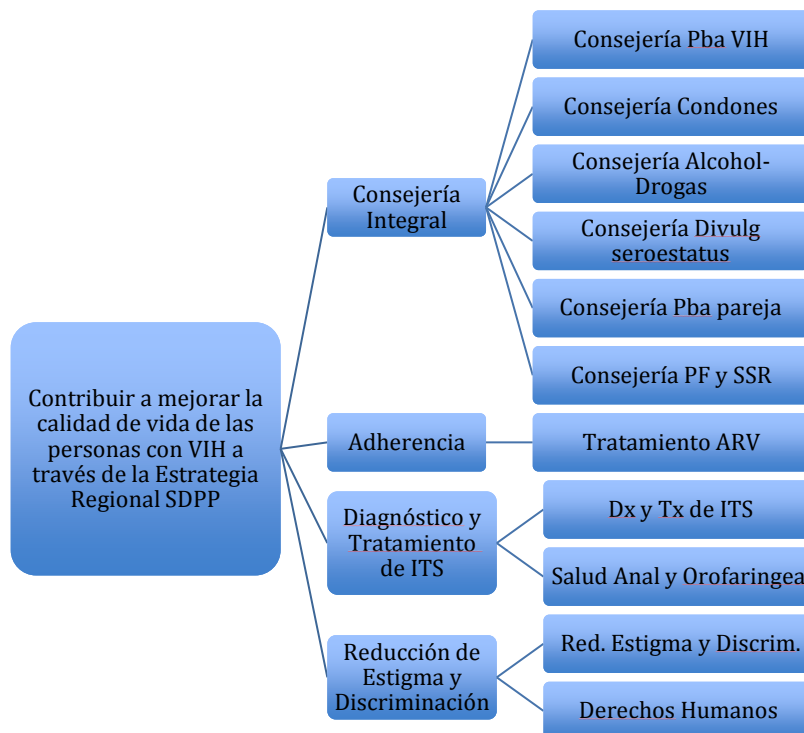 Contribuir a mejorar la
calidad de vida de las
personas con VIH a
través de la Estrategia
Regional SDPP
Consejería
Integral
Consejería Pba VIH
Consejería Condones
Consejería Alcohol-
Drogas
Consejería Divulg
seroestatus
Consejería Pba pareja
Consejería PF y SSR
Adherencia
Tratamiento ARV
Diagnóstico y
Tratamiento
de ITS
Dx y Tx de ITS
Salud Anal y Orofaringea
Reducción de
Estigma y
Discriminación
Red. Estigma y Discrim.
Derechos Humanos